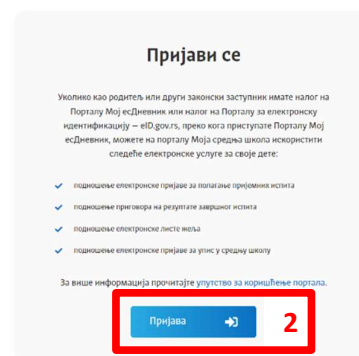 Пријави се
Уколико као родитељ или други законски заступник имате налог на
Порталу Мој есДневник или налог на Порталу за електронску
идентификацију – eID.gov.rs, преко кога приступате Порталу Мој
есДневник, можете на порталу Моја средња школа искористити
следеће електронске услуге за своје дете:
подношење електронске пријаве за полагање пријемних испита
подношење приговора на резултате завршног испита
подношење електронске листе жеља
подношење електронске пријаве за упис у средњу школу
За више информација прочитајте упутство за коришћење портала.
Пријава 2